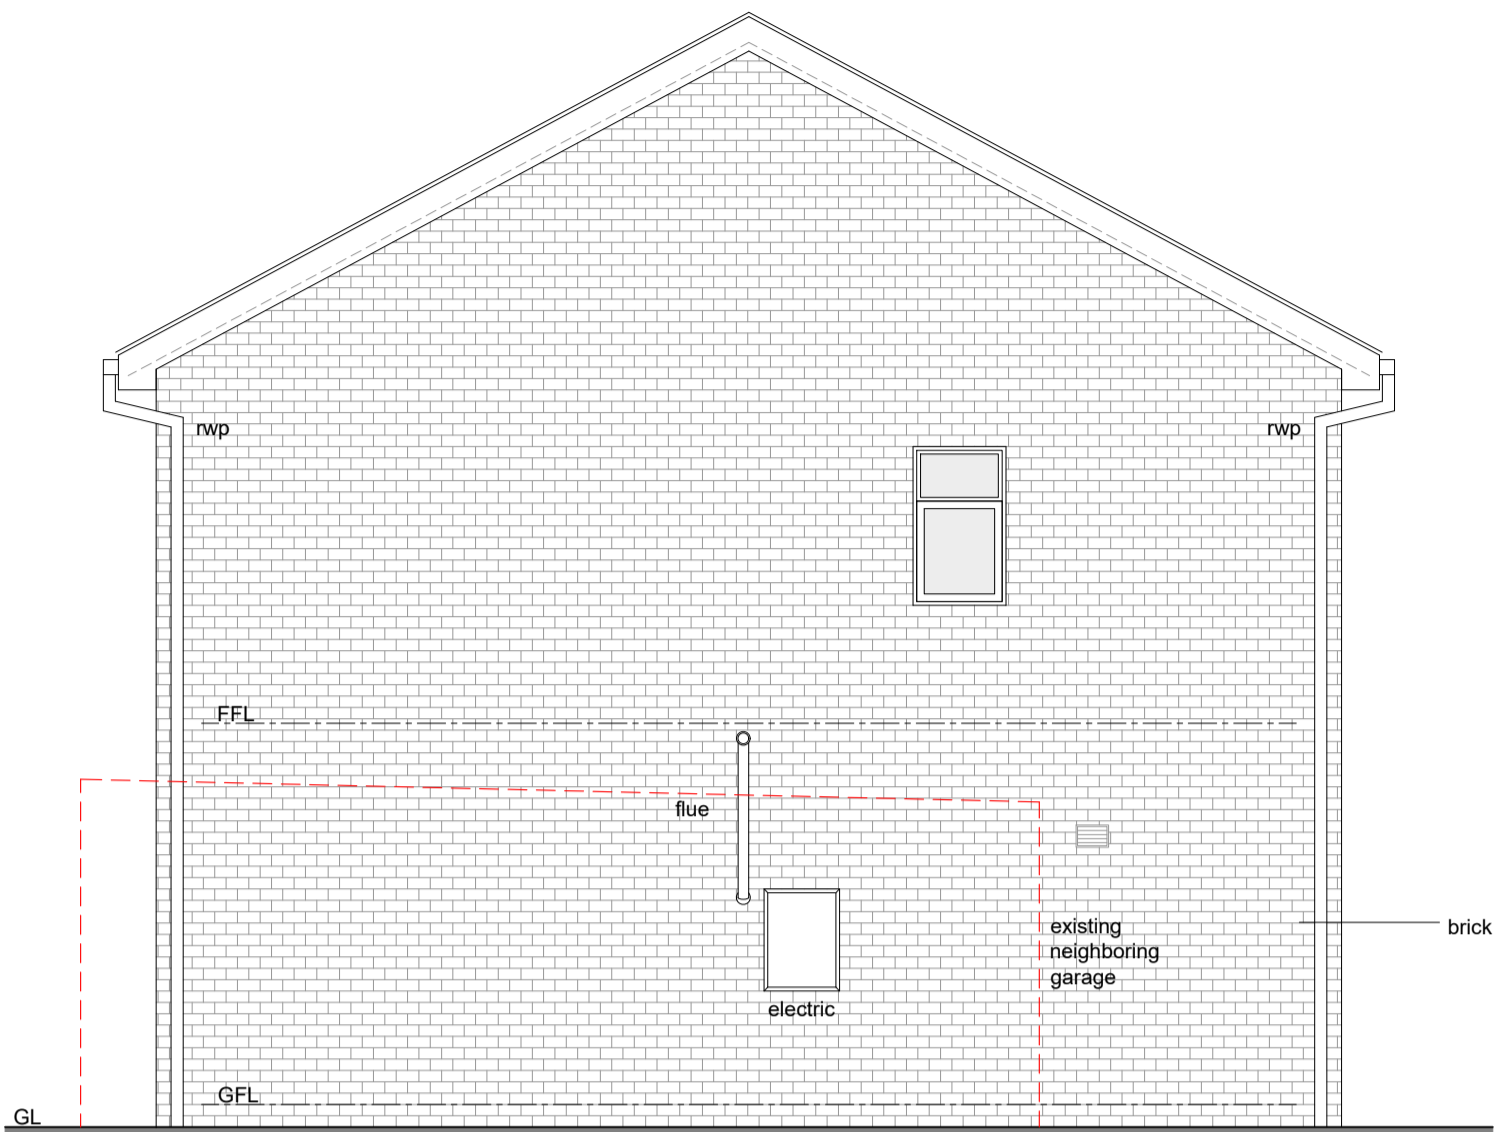 rwp
rwp
FFL
flue
existing
neighboring
garage
brick
electric
GFL
GL